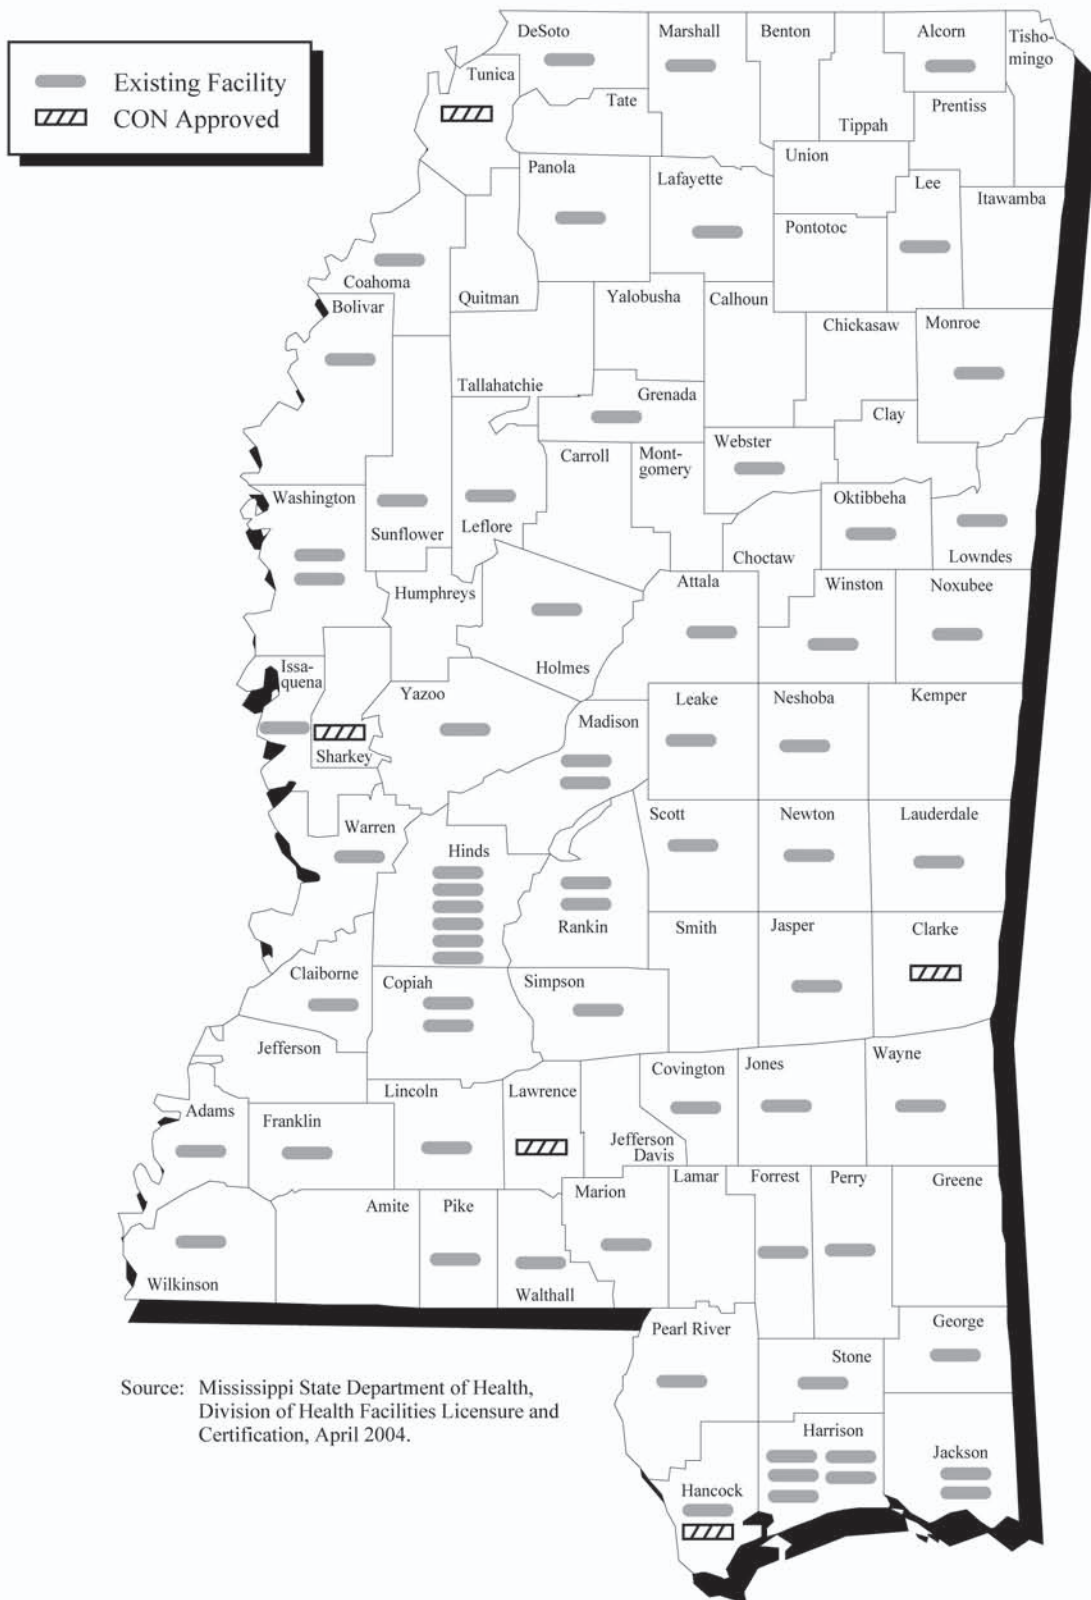 Existing Facility
CON Approved
DeSoto
Marshall
Benton
Alcorn
Tisho-
mingo
Tunica
Tate
Prentiss
Tippah
Union
Panola
Lafayette
Lee
Itawamba
Pontotoc
Coahoma
Quitman
Yalobusha
Calhoun
Bolivar
Chickasaw
Monroe
Tallahatchie
Grenada
Clay
Webster
Carroll
Mont-
gomery
Washington
Oktibbeha
Sunflower
Leflore
Choctaw
Lowndes
Attala
Winston
Noxubee
Humphreys
Holmes
Issa-
quena
Yazoo
Leake
Neshoba
Kemper
Madison
Sharkey
Scott
Newton
Lauderdale
Warren
Hinds
Rankin
Smith
Jasper
Clarke
Claiborne
Copiah
Simpson
Jefferson
Wayne
Covington
Jones
Lincoln
Lawrence
Adams
Franklin
Jefferson
Davis
Lamar
Forrest
Perry
Greene
Marion
Amite
Pike
Wilkinson
Walthall
George
Pearl River
Stone
Source: Mississippi State Department of Health,
Division of Health Facilities Licensure and
Certification, April 2004.
Harrison
Jackson
Hancock